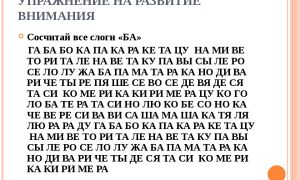 УПРАЖНЕНИЕ НА РАЗВИТИЕ
ВНИМАНИЯ
Сосчитай все слоги «БА»
ГА БА БО КА ПА КА РА КЕ ТА ЦУ НА МИ ВЕ
ТО РИ ТА ЛЕ НА ВЕ ТА КУ ПА ВЫ СЫ ЛЕ РО
СЕ ЛО ЛУ ЖА БА ПА МА ТА РА КА НО ДИ ВА
РИ ЧЕ ТЫ РЕ ПЯ ШЕ СЕ ВО СЕ ДЕ ВЯ ДЕ СЯ
ТА СИ КО МЕ РИ КА КИ РИ МЕ РА ЦУ КО ГО
ЛО БА ТЕ РА ТА СИ НО ЛЮ КО БЕ СО НО КА
ЧЕ ВЕ РЕ СИ ВА ВИ СА ША МА ША КА ТЯ ЛЯ
ЛЮ РА РА ДУ ГА БА БО КА ПА КА РА КЕ ТА ЦУ
НА МИ ВЕ ТО РИ ТА ЛЕ НА ВЕ ТА КУ ПА ВЫ
СЫ ЛЕ РО СЕ ЛО ЛУ ЖА БА ПА МА ТА РА КА
НО ДИ ВА РИ ЧЕ ТЫ ДЕ СЯ ТА СИ КО МЕ РИ
КА КИ РИ МЕ РА